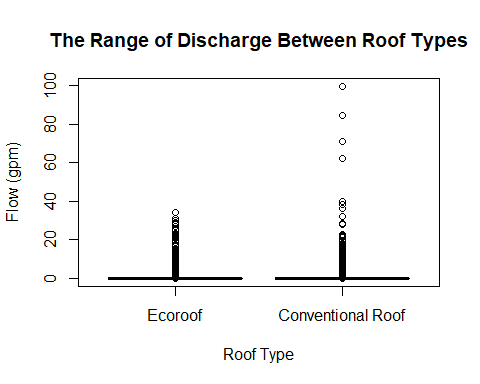 The Range of Discharge Between Roof Types
Flow (gpm)
100
80
60
40
20
0
Ecoroof
Conventional Roof
Roof Type